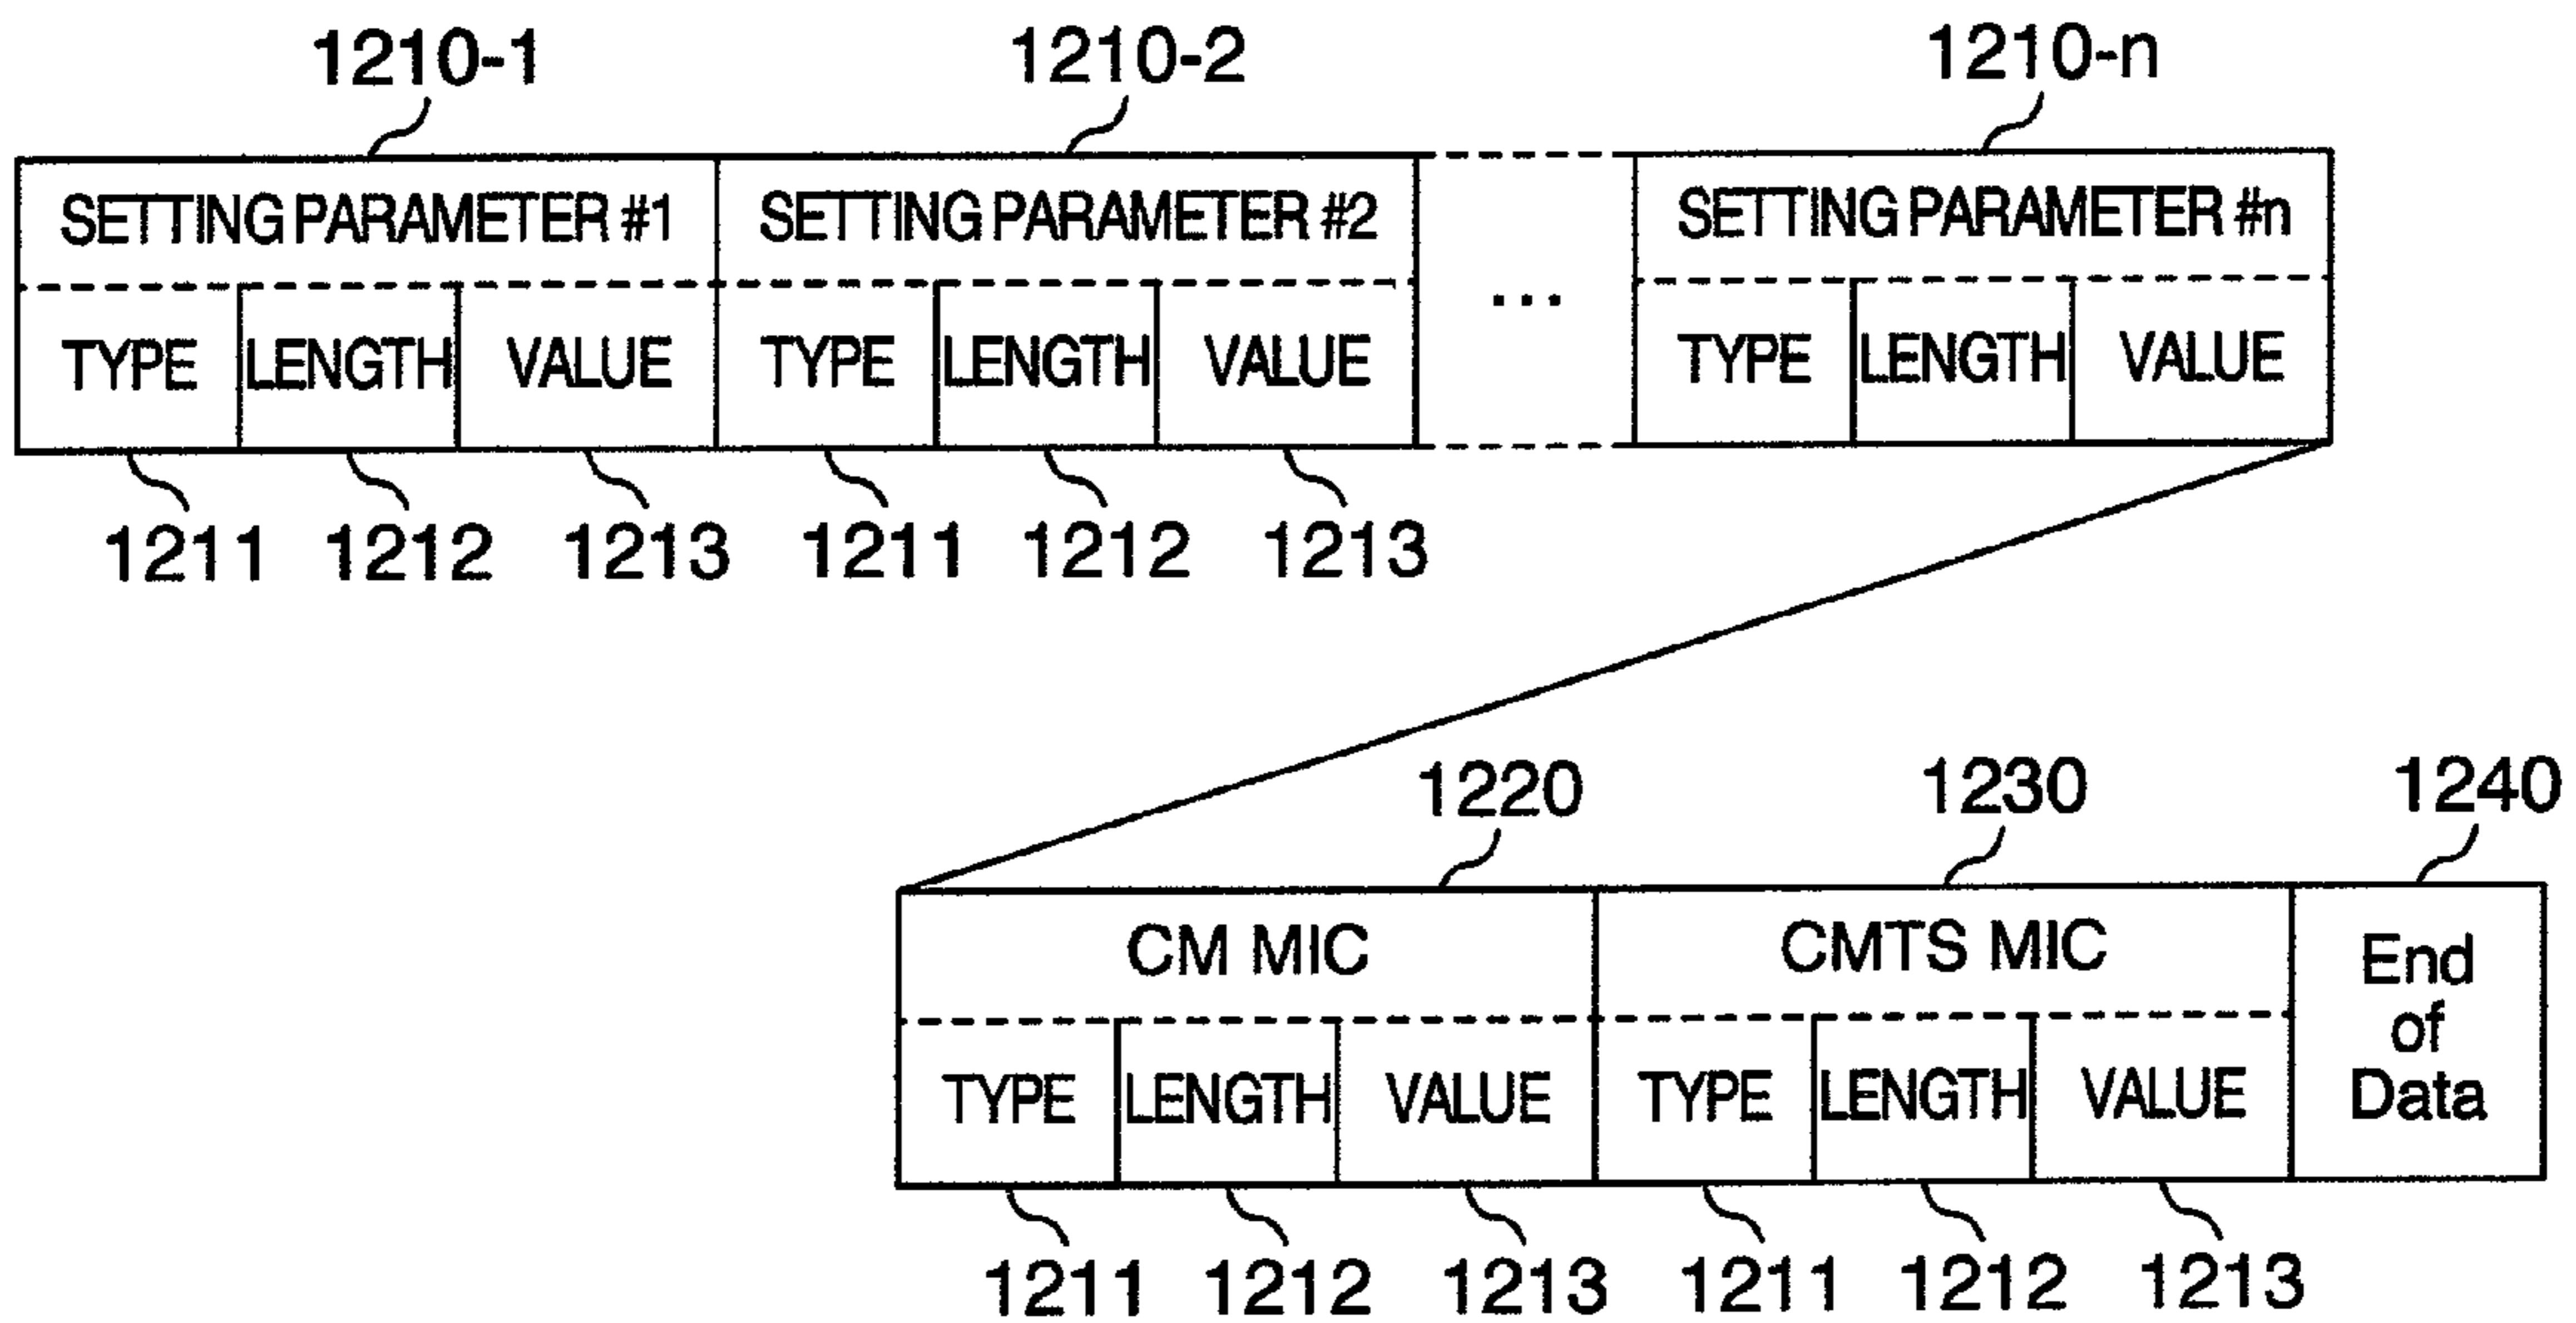 1210-1 1210-2 1210-n
SETTING PARAMETER #1 SETTING PARAMETER #2 SETTING PARAMETER #n
TYPE LENGTH VALUE TYPE LENGTH VALUE ... TYPE LENGTH VALUE
1211 1212 1213 1211 1212 1213
1220 1230 1240
CM MIC CMTS MIC End
of
Data
TYPE LENGTH VALUE TYPE LENGTH VALUE
1211 1212 1213 1211 1212 1213